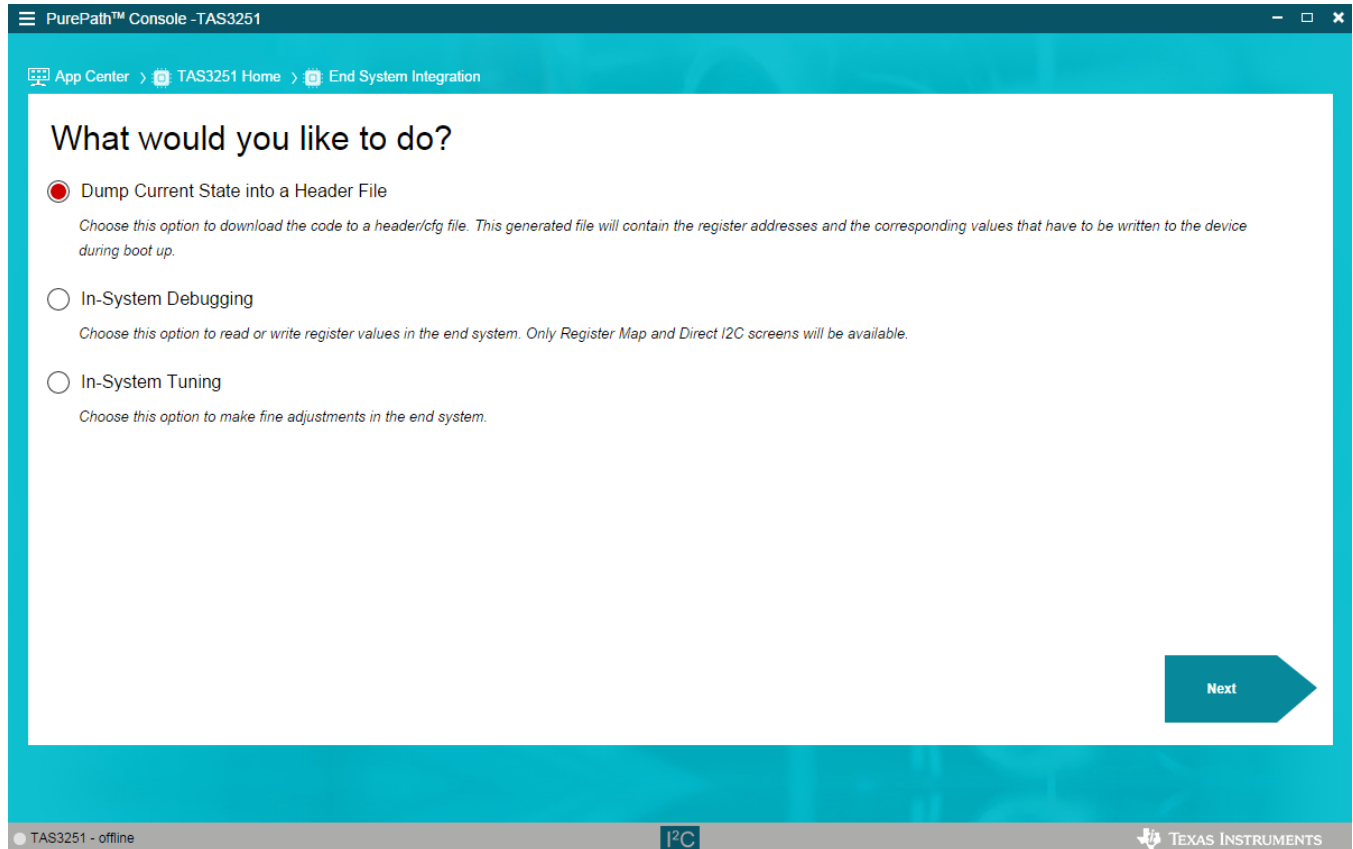 PurePath™ Console -TAS3251
App Center > TAS3251 Home > End System Integration
What would you like to do?
Dump Current State into a Header File
Choose this option to download the code to a header/cfg file. This generated file will contain the register addresses and the corresponding values that have to be written to the device
during boot up.
In-System Debugging
Choose this option to read or write register values in the end system. Only Register Map and Direct I2C screens will be available.
In-System Tuning
Choose this option to make fine adjustments in the end system.
Next
TAS3251 - offline
I²C
TEXAS INSTRUMENTS